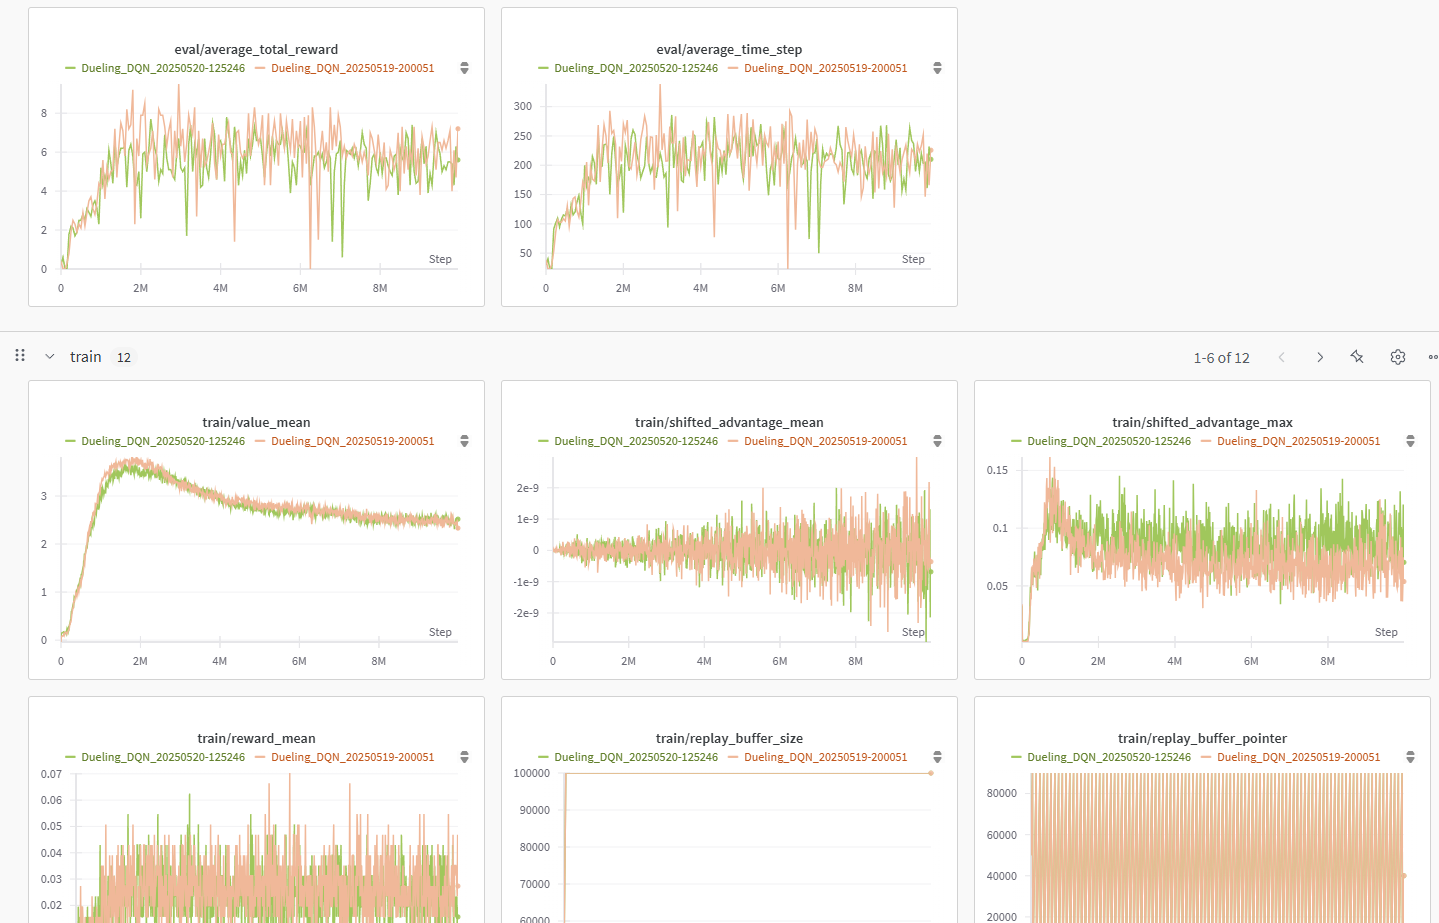 eval/average_total_reward
Dueling_DQN_20250520-125246 Dueling_DQN_20250519-200051
8
6
4
2
0
Step
0 2M 4M 6M 8M
eval/average_time_step
Dueling_DQN_20250520-125246 Dueling_DQN_20250519-200051
300
250
200
150
100
50
Step
0 2M 4M 6M 8M
train 12
1-6 of 12
train/value_mean
Dueling_DQN_20250520-125246 Dueling_DQN_20250519-200051
3
2
1
0
Step
0 2M 4M 6M 8M
train/shifted_advantage_mean
Dueling_DQN_20250520-125246 Dueling_DQN_20250519-200051
2e-9
1e-9
0
-1e-9
-2e-9
Step
0 2M 4M 6M 8M
train/shifted_advantage_max
Dueling_DQN_20250520-125246 Dueling_DQN_20250519-200051
0.15
0.1
0.05
Step
0 2M 4M 6M 8M
train/reward_mean
Dueling_DQN_20250520-125246 Dueling_DQN_20250519-200051
0.07
0.06
0.05
0.04
0.03
0.02
train/replay_buffer_size
Dueling_DQN_20250520-125246 Dueling_DQN_20250519-200051
100000
90000
80000
70000
60000
train/replay_buffer_pointer
Dueling_DQN_20250520-125246 Dueling_DQN_20250519-200051
80000
60000
40000
20000